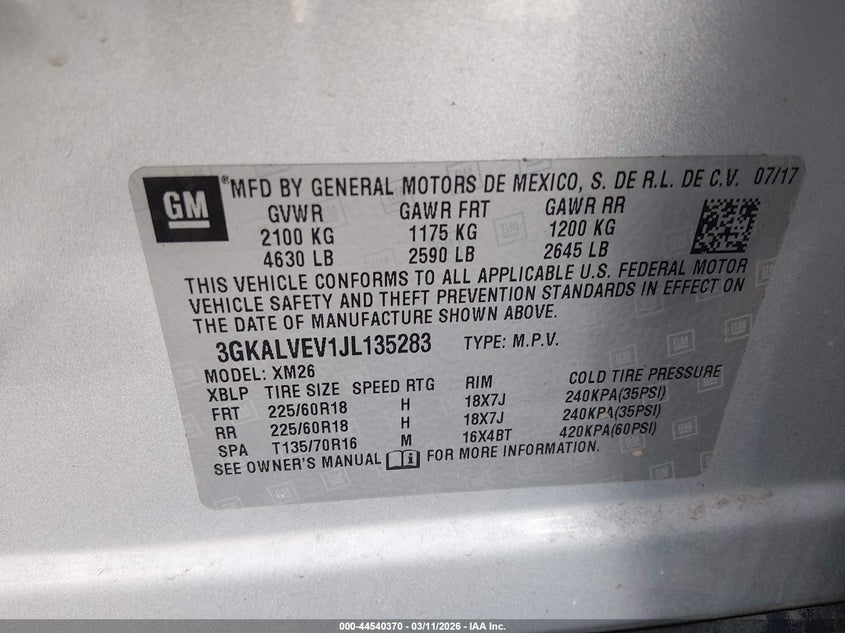 GM
MFD BY GENERAL MOTORS DE MEXICO, S. DE R.L. DE C.V. 07/17
GVWR GAWR FRT GAWR RR
2100 KG 1175 KG 1200 KG
4630 LB 2590 LB 2645 LB
THIS VEHICLE CONFORMS TO ALL APPLICABLE U.S. FEDERAL MOTOR
VEHICLE SAFETY AND THEFT PREVENTION STANDARDS IN EFFECT ON
THE DATE OF MANUFACTURE SHOWN ABOVE.
3GKALVEV1JL135283 TYPE: M.P.V.
MODEL: XM26
XBLP TIRE SIZE SPEED RTG RIM COLD TIRE PRESSURE
FRT 225/60R18 H 18X7J 240KPA(35PSI)
RR 225/60R18 H 18X7J 240KPA(35PSI)
SPA T135/70R16 M 16X4BT 420KPA(60PSI)
SEE OWNER'S MANUAL i FOR MORE INFORMATION.
000-44540370 - 03/11/2026 - IAA Inc.